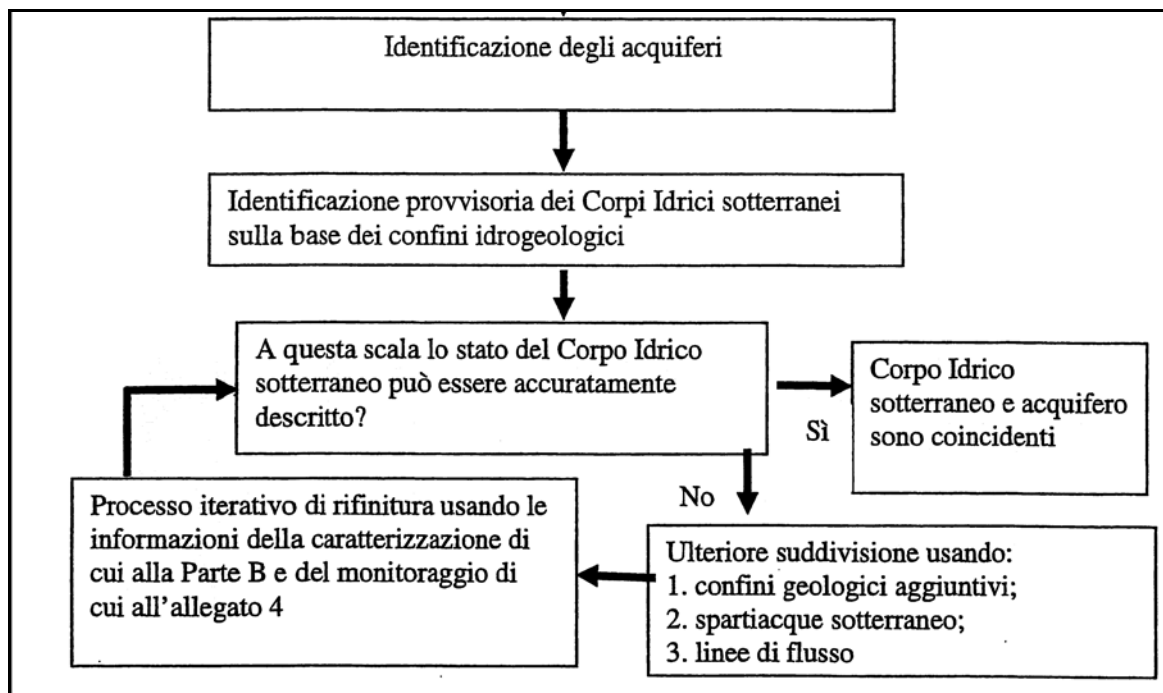 Identificazione degli acquiferi
Identificazione provvisoria dei Corpi Idrici sotterranei
sulla base dei confini idrogeologici
A questa scala lo stato del Corpo Idrico
sotterraneo può essere accuratamente
descritto?
Sì
Corpo Idrico
sotterraneo e acquifero
sono coincidenti
No
Ulteriore suddivisione usando:
1. confini geologici aggiuntivi;
2. spartiacque sotterraneo;
3. linee di flusso
Processo iterativo di rifinitura usando le
informazioni della caratterizzazione di
cui alla Parte B e del monitoraggio di
cui all'allegato 4